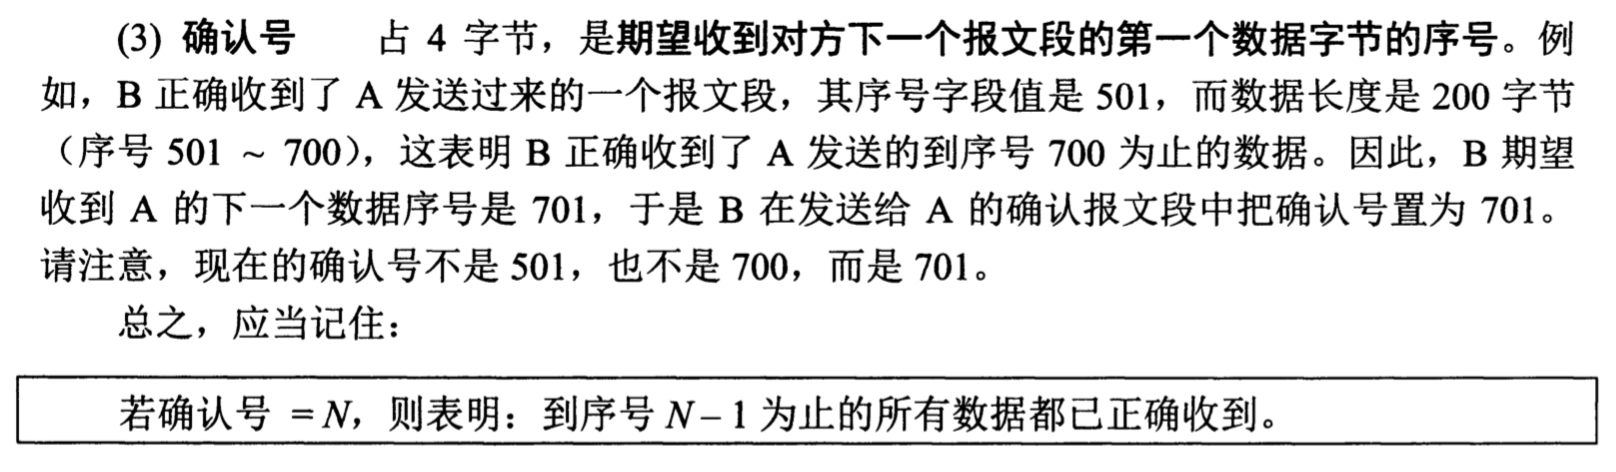 (3) 确认号 占 4 字节，是期望收到对方下一个报文段的第一个数据字节的序号。例
如，B 正确收到了 A 发送过来的一个报文段，其序号字段值是 501，而数据长度是 200 字节
（序号 501 ~ 700），这表明 B 正确收到了 A 发送的到序号 700 为止的数据。因此，B 期望
收到 A 的下一个数据序号是 701，于是 B 在发送给 A 的确认报文段中把确认号置为 701。
请注意，现在的确认号不是 501，也不是 700，而是 701。
总之，应当记住：
若确认号 = N，则表明：到序号 N – 1 为止的所有数据都已正确收到。